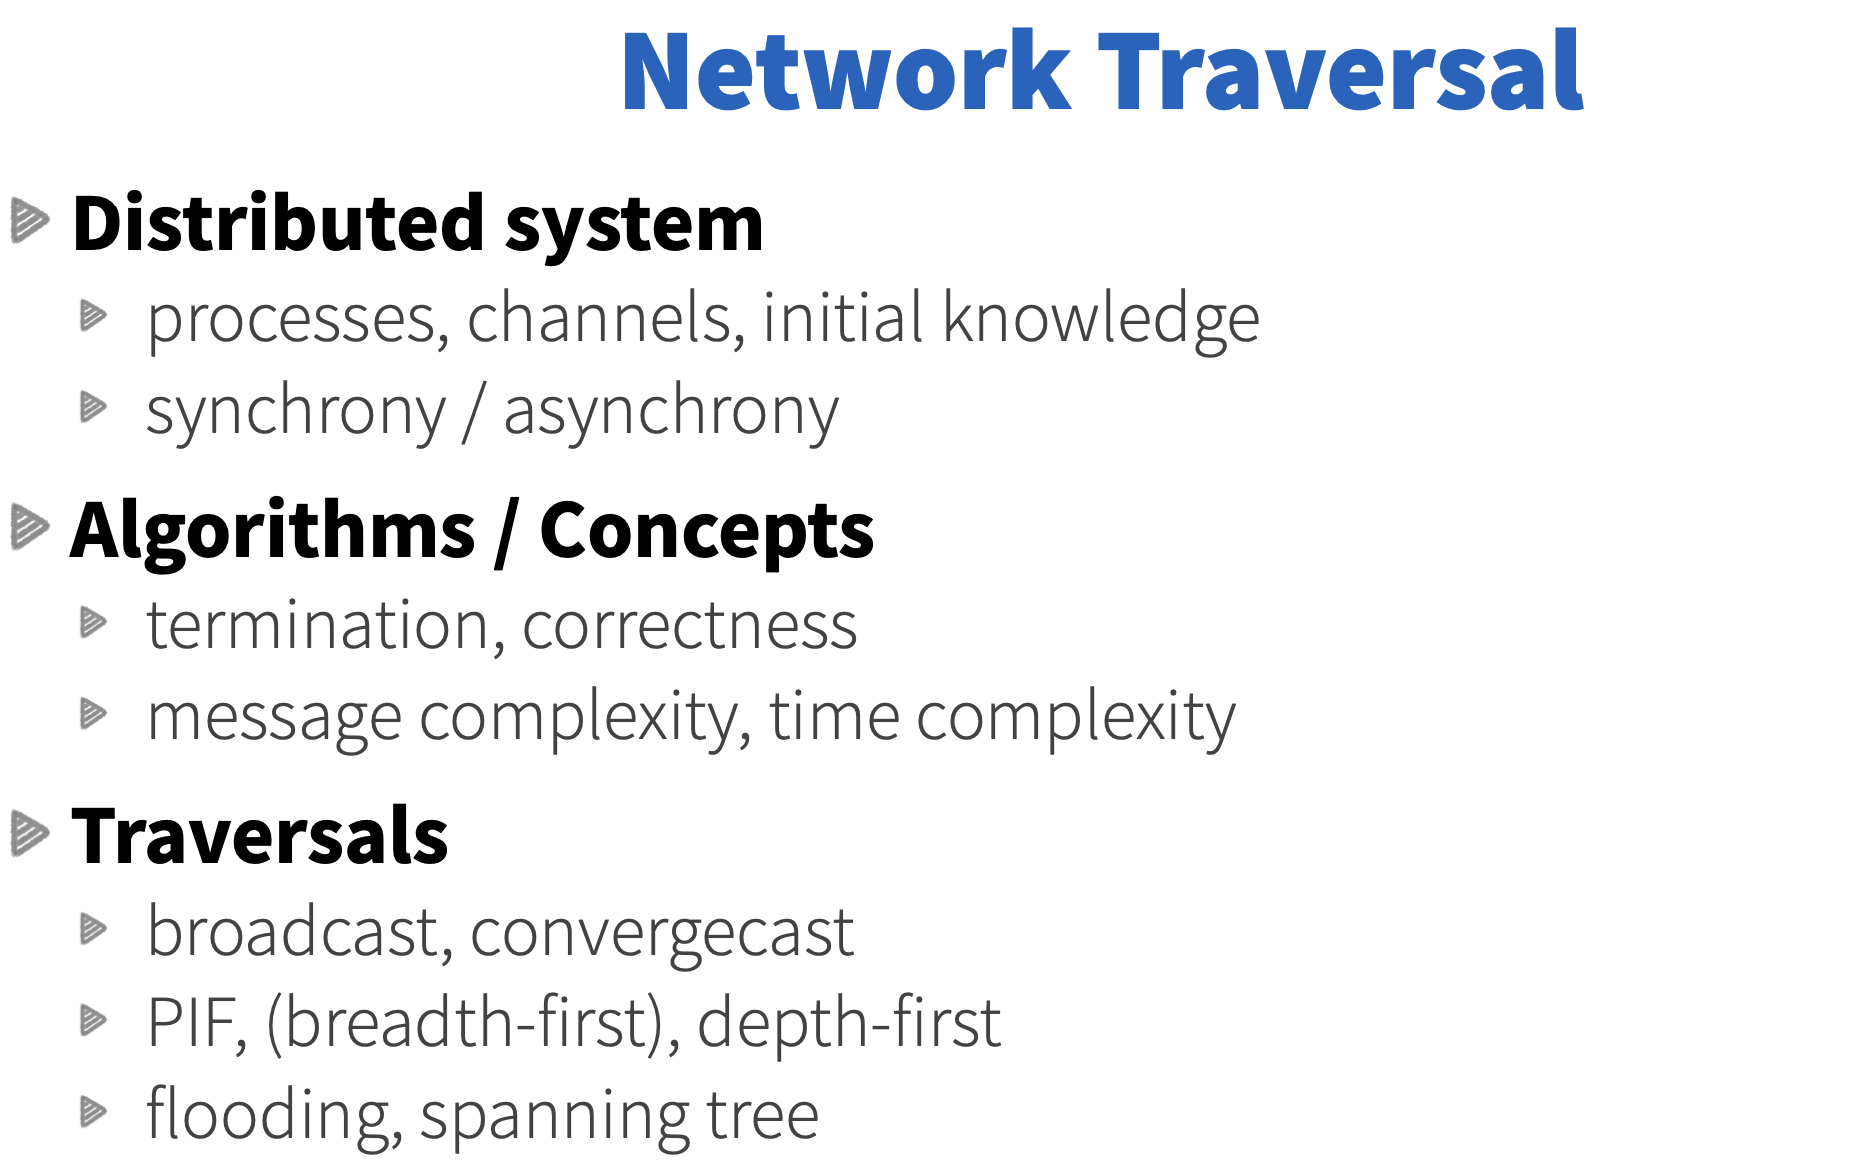 Network Traversal
Distributed system
processes, channels, initial knowledge
synchrony / asynchrony
Algorithms / Concepts
termination, correctness
message complexity, time complexity
Traversals
broadcast, convergecast
PIF, (breadth-first), depth-first
flooding, spanning tree